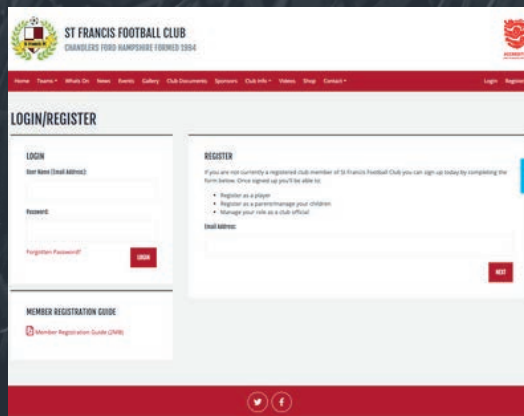 ST FRANCIS FOOTBALL CLUB
CHANDLERS FORD HAMPSHIRE FORMED 1994
Home Teams Whats On News Events Gallery Club Documents Sponsors Club Info Videos Shop Contact Login Register
LOGIN/REGISTER
LOGIN
User Name (Email Address):
Password:
Forgotten Password?
LOGIN
MEMBER REGISTRATION GUIDE
Member Registration Guide (2MB)
REGISTER
If you are not currently a registered club member of St Francis Football Club you can sign up today by completing the
form below. Once signed up you'll be able to:
• Register as a player
• Register as a parent/manage your children
• Manage your role as a club official
Email Address:
NEXT